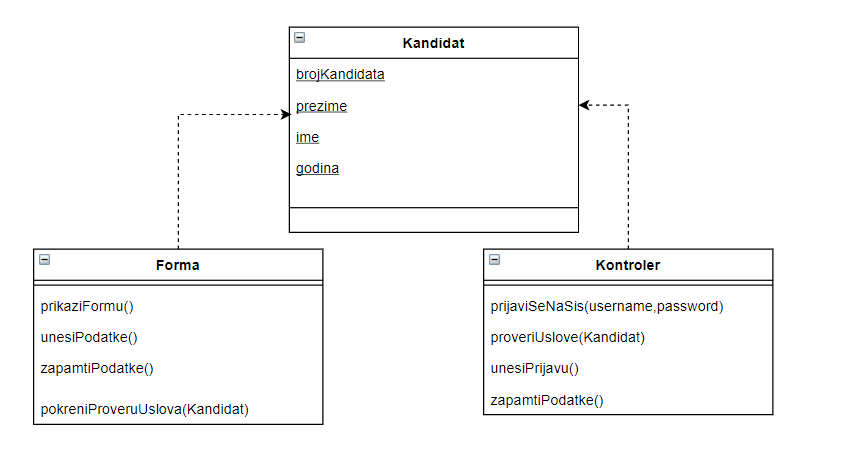 Kandidat
brojKandidata
prezime
ime
godina
Forma
prikaziFormu()
unesiPodatke()
zapamtiPodatke()
pokreniProveruUslova(Kandidat)
Kontroler
prijaviSeNaSis(username,password)
proveriUslove(Kandidat)
unesiPrijavu()
zapamtiPodatke()